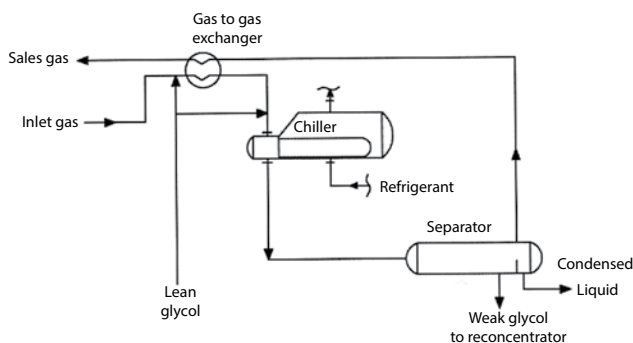 Gas to gas
exchanger
Sales gas
Inlet gas
Chiller
Refrigerant
Separator
Condensed
Liquid
Lean
glycol
Weak glycol
to reconcentrator